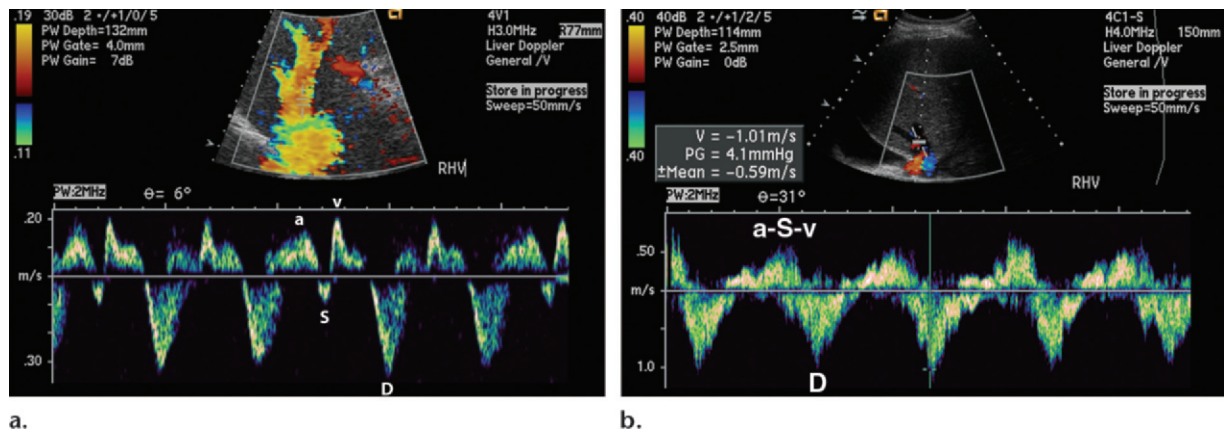 .19
30dB 2 ·/+1/0/5
PW Depth=132mm
PW Gate= 4.0mm
PW Gain= 7dB
.11
4V1
H3.0MHz R77mm
Liver Doppler
General /V
Store in progress
Sweep=50mm/s
RHV
PW:2MHz
θ= 6°
.20
m/s
.30
a
v
S
D
a.
.40
40dB 2 ·/+1/2/5
PW Depth=114mm
PW Gate= 2.5mm
PW Gain= 0dB
.40
4C1-S
H4.0MHz 150mm
Liver Doppler
General /V
Store in progress
Sweep=50mm/s
V = -1.01m/s
PG = 4.1mmHg
±Mean = -0.59m/s
RHV
PW:2MHz
θ=31°
.50
m/s
1.0
a-S-v
D
b.